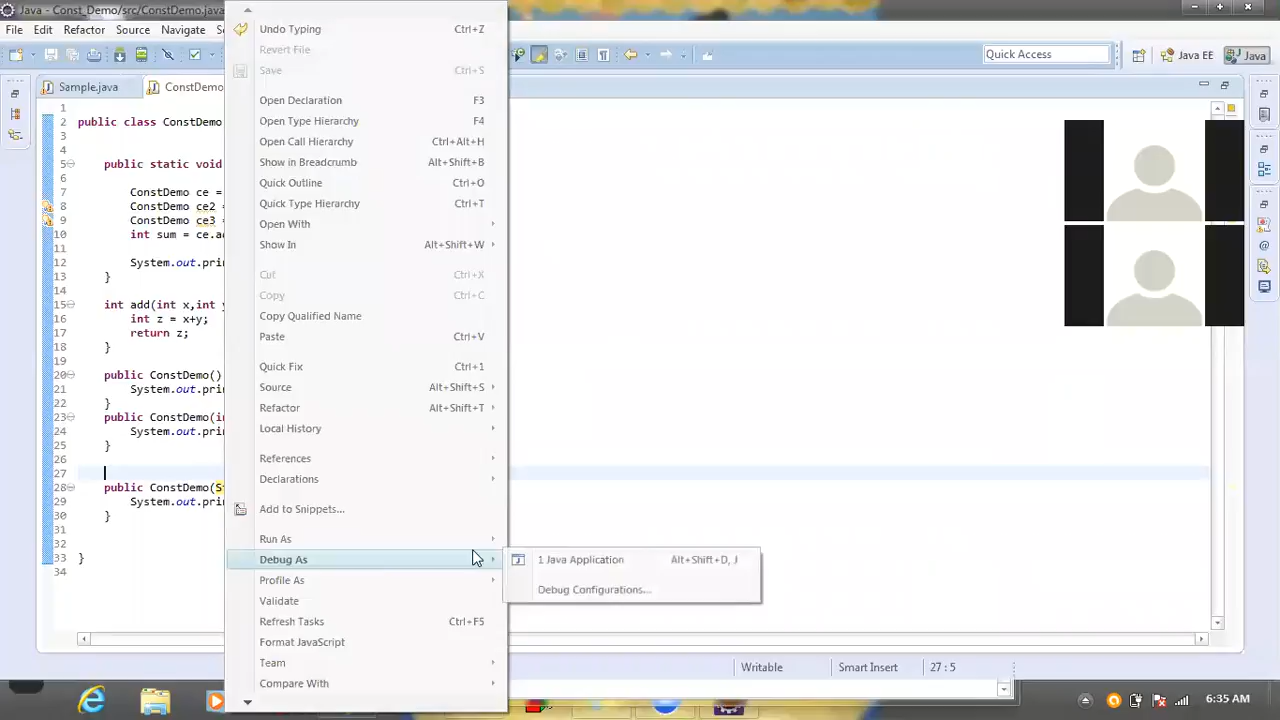 Java - Const_Demo/src/ConstDemo.java
File Edit Refactor Source Navigate
Quick Access
Java EE
Java
Sample.java
ConstDemo
1
2 public class ConstDemo
3
4
5 public static void
6
7 ConstDemo ce =
8 ConstDemo ce2 =
9 ConstDemo ce3 =
10 int sum = ce.a
11
12 System.out.prin
13 }
14
15 int add(int x,int y
16 int z = x+y;
17 return z;
18 }
19
20 public ConstDemo()
21 System.out.prin
22 }
23 public ConstDemo(in
24 System.out.prin
25 }
26
27
28 public ConstDemo(St
29 System.out.prin
30 }
31
32
33 }
34
Undo Typing Ctrl+Z
Revert File
Save Ctrl+S
Open Declaration F3
Open Type Hierarchy F4
Open Call Hierarchy Ctrl+Alt+H
Show in Breadcrumb Alt+Shift+B
Quick Outline Ctrl+O
Quick Type Hierarchy Ctrl+T
Open With
Show In Alt+Shift+W
Cut Ctrl+X
Copy Ctrl+C
Copy Qualified Name
Paste Ctrl+V
Quick Fix Ctrl+1
Source Alt+Shift+S
Refactor Alt+Shift+T
Local History
References
Declarations
Add to Snippets...
Run As
Debug As
Profile As
Validate
Refresh Tasks Ctrl+F5
Format JavaScript
Team
Compare With
1 Java Application Alt+Shift+D, J
Debug Configurations...
Writable
Smart Insert
27 : 5
6:35 AM